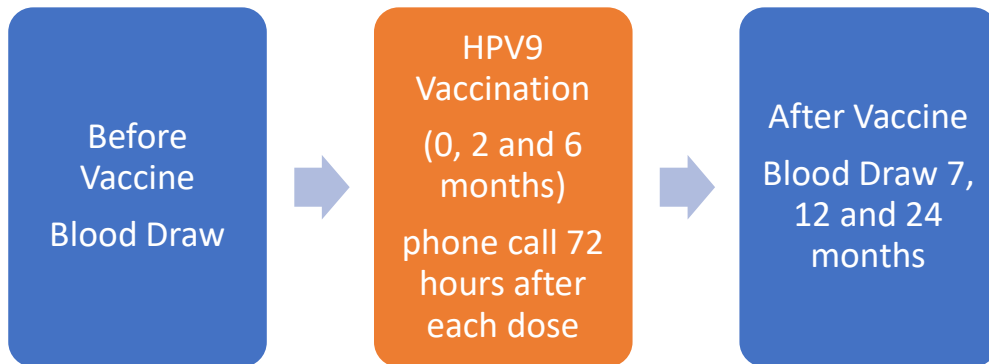 Before
Vaccine
Blood Draw
HPV9
Vaccination
(0, 2 and 6
months)
phone call 72
hours after
each dose
After Vaccine
Blood Draw 7,
12 and 24
months